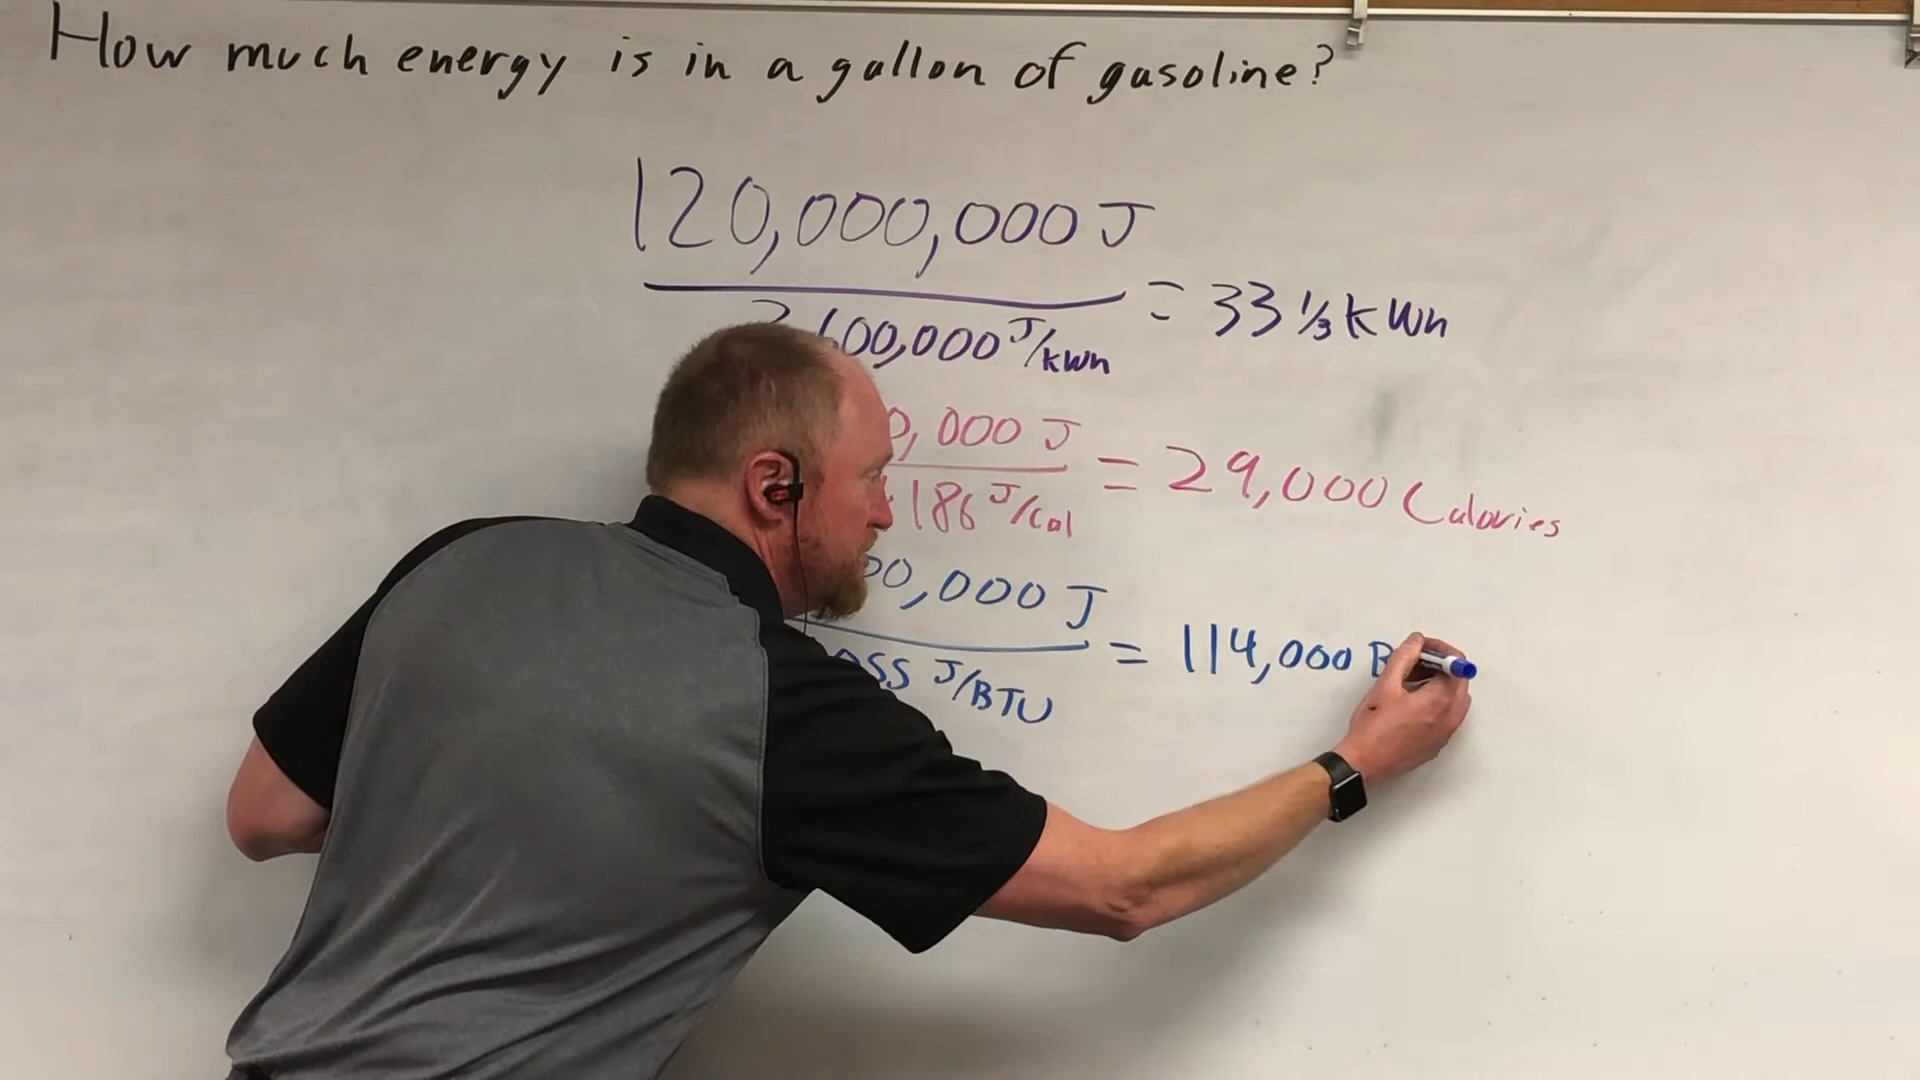 How much energy is in a gallon of gasoline?
120,000,000 J
600,000 J/kWh
= 33 1/3 kWh
0,000 J
186 J/Cal
= 29,000 Calories
00,000 J
055 J/BTU
= 114,000 B